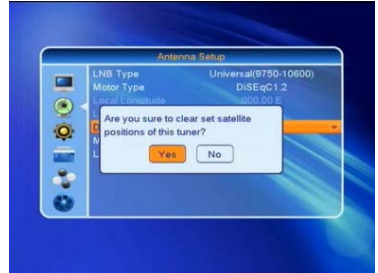 Antenna Setup
LNB Type Universal(9750-10600)
Motor Type DiSEqC1.2
Local Longitude 000.00 E
L
D
Are you sure to clear set satellite
positions of this tuner?
M
L
Yes No